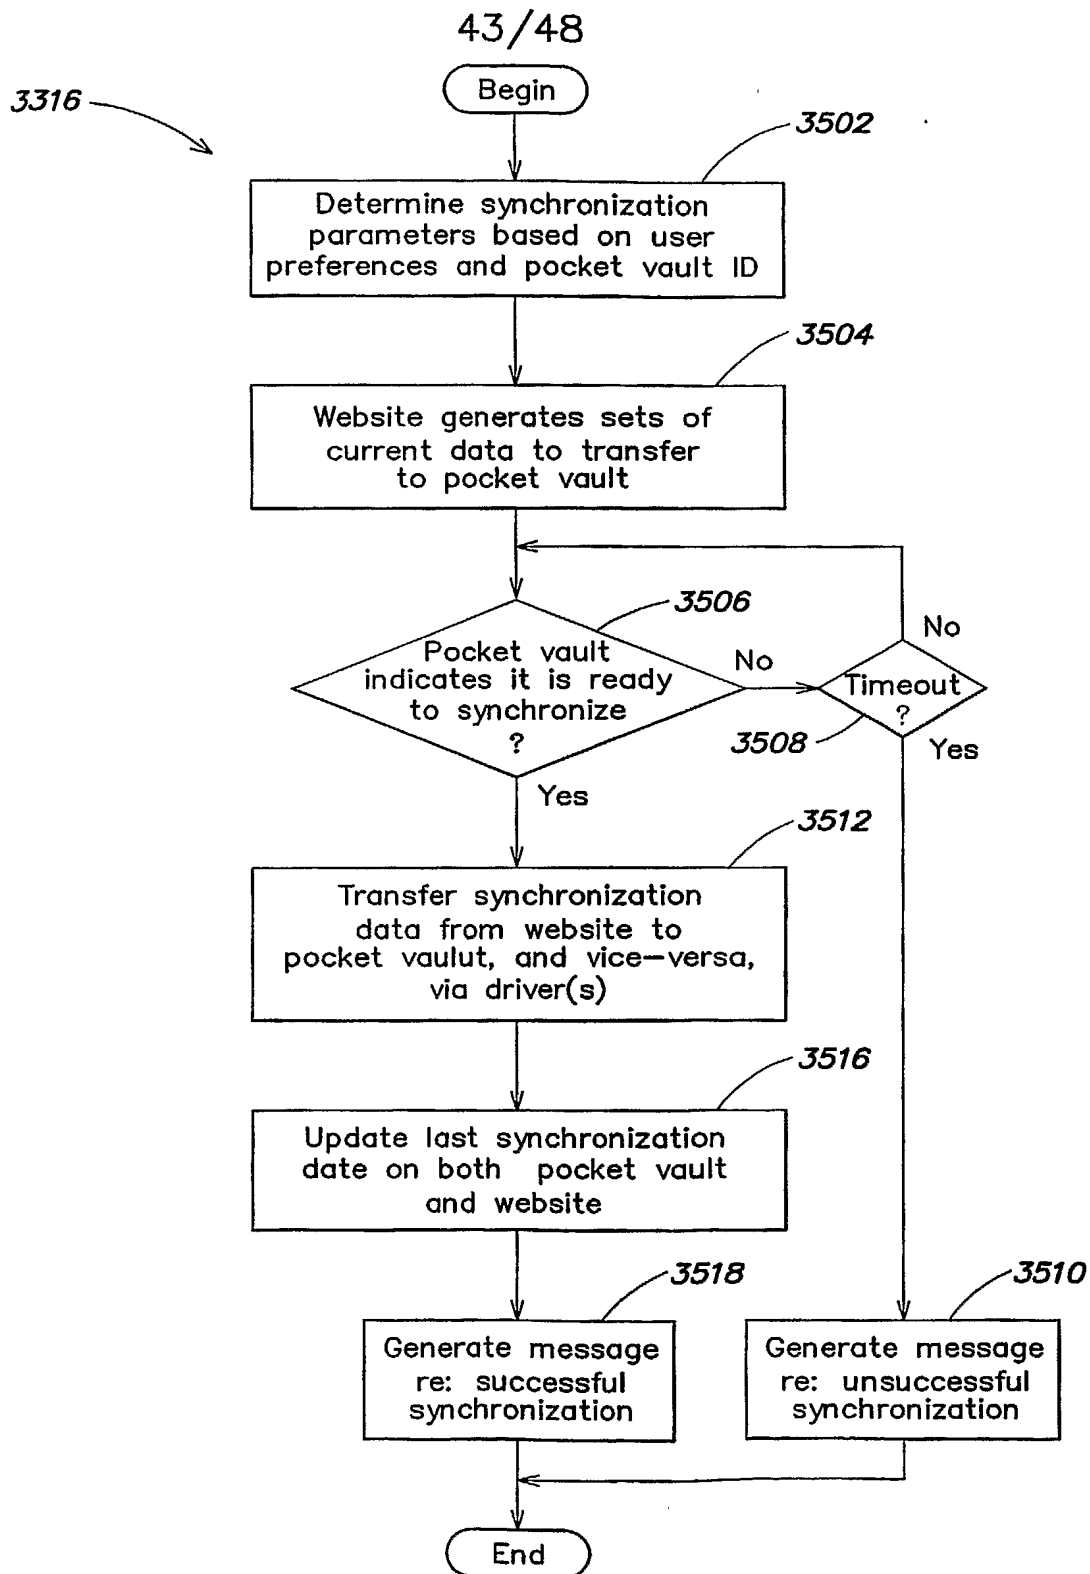 43/48
Begin
3316
3502
Determine synchronization
parameters based on user
preferences and pocket vault ID
3504
Website generates sets of
current data to transfer
to pocket vault
3506
Pocket vault
indicates it is ready
to synchronize
?
No
No
Timeout
?
3508
Yes
Yes
3512
Transfer synchronization
data from website to
pocket vaulut, and vice-versa,
via driver(s)
3516
Update last synchronization
date on both pocket vault
and website
3518
Generate message
re: successful
synchronization
3510
Generate message
re: unsuccessful
synchronization
End